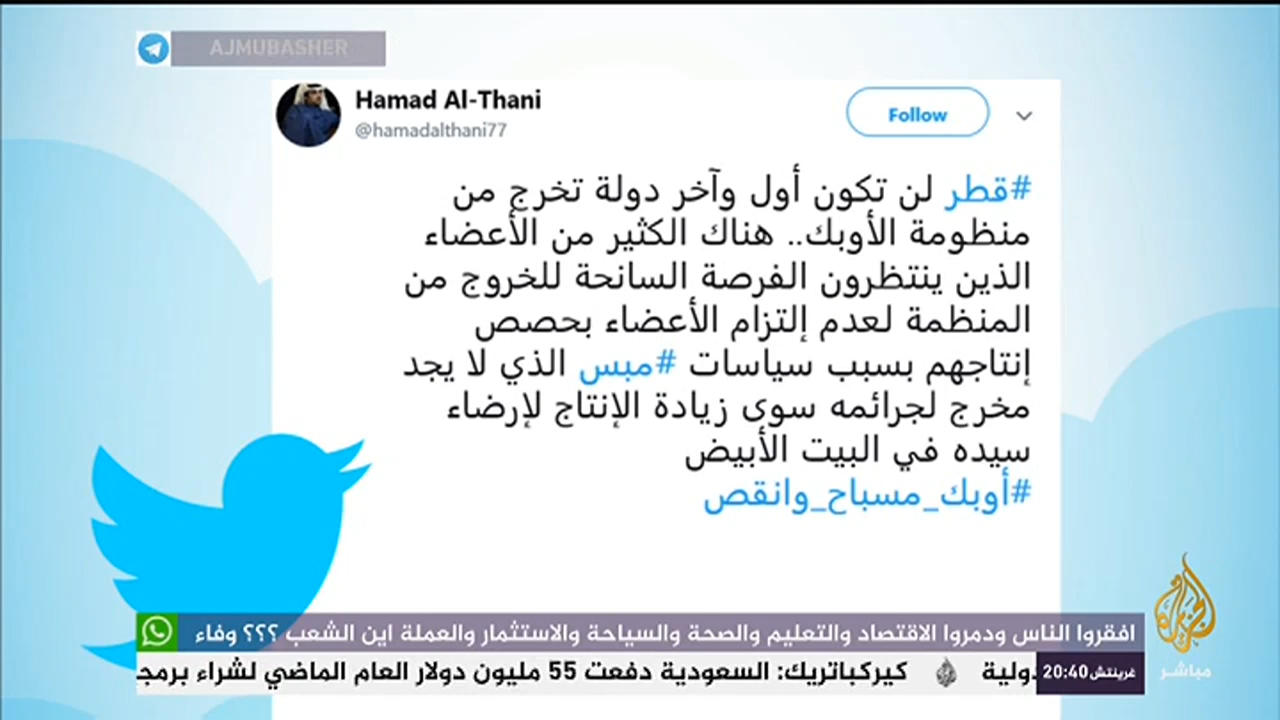 AJMUBASHER
Hamad Al-Thani
@hamadalthani77
Follow
#قطر لن تكون أول وآخر دولة تخرج من
منظومة الأوبك.. هناك الكثير من الأعضاء
الذين ينتظرون الفرصة السانحة للخروج من
المنظمة لعدم إلتزام الأعضاء بحصص
إنتاجهم بسبب سياسات #مبس الذي لا يجد
مخرج لجرائمه سوى زيادة الإنتاج لإرضاء
سيده في البيت الأبيض
#أوبك_مسباح_وانقص
افقروا الناس ودمروا الاقتصاد والتعليم والصحة والسياحة والاستثمار والعملة اين الشعب ؟؟؟ وفاء
غرينتش 20:40
دولية كيركباتريك: السعودية دفعت 55 مليون دولار العام الماضي لشراء برمج
الجزيرة
مباشر